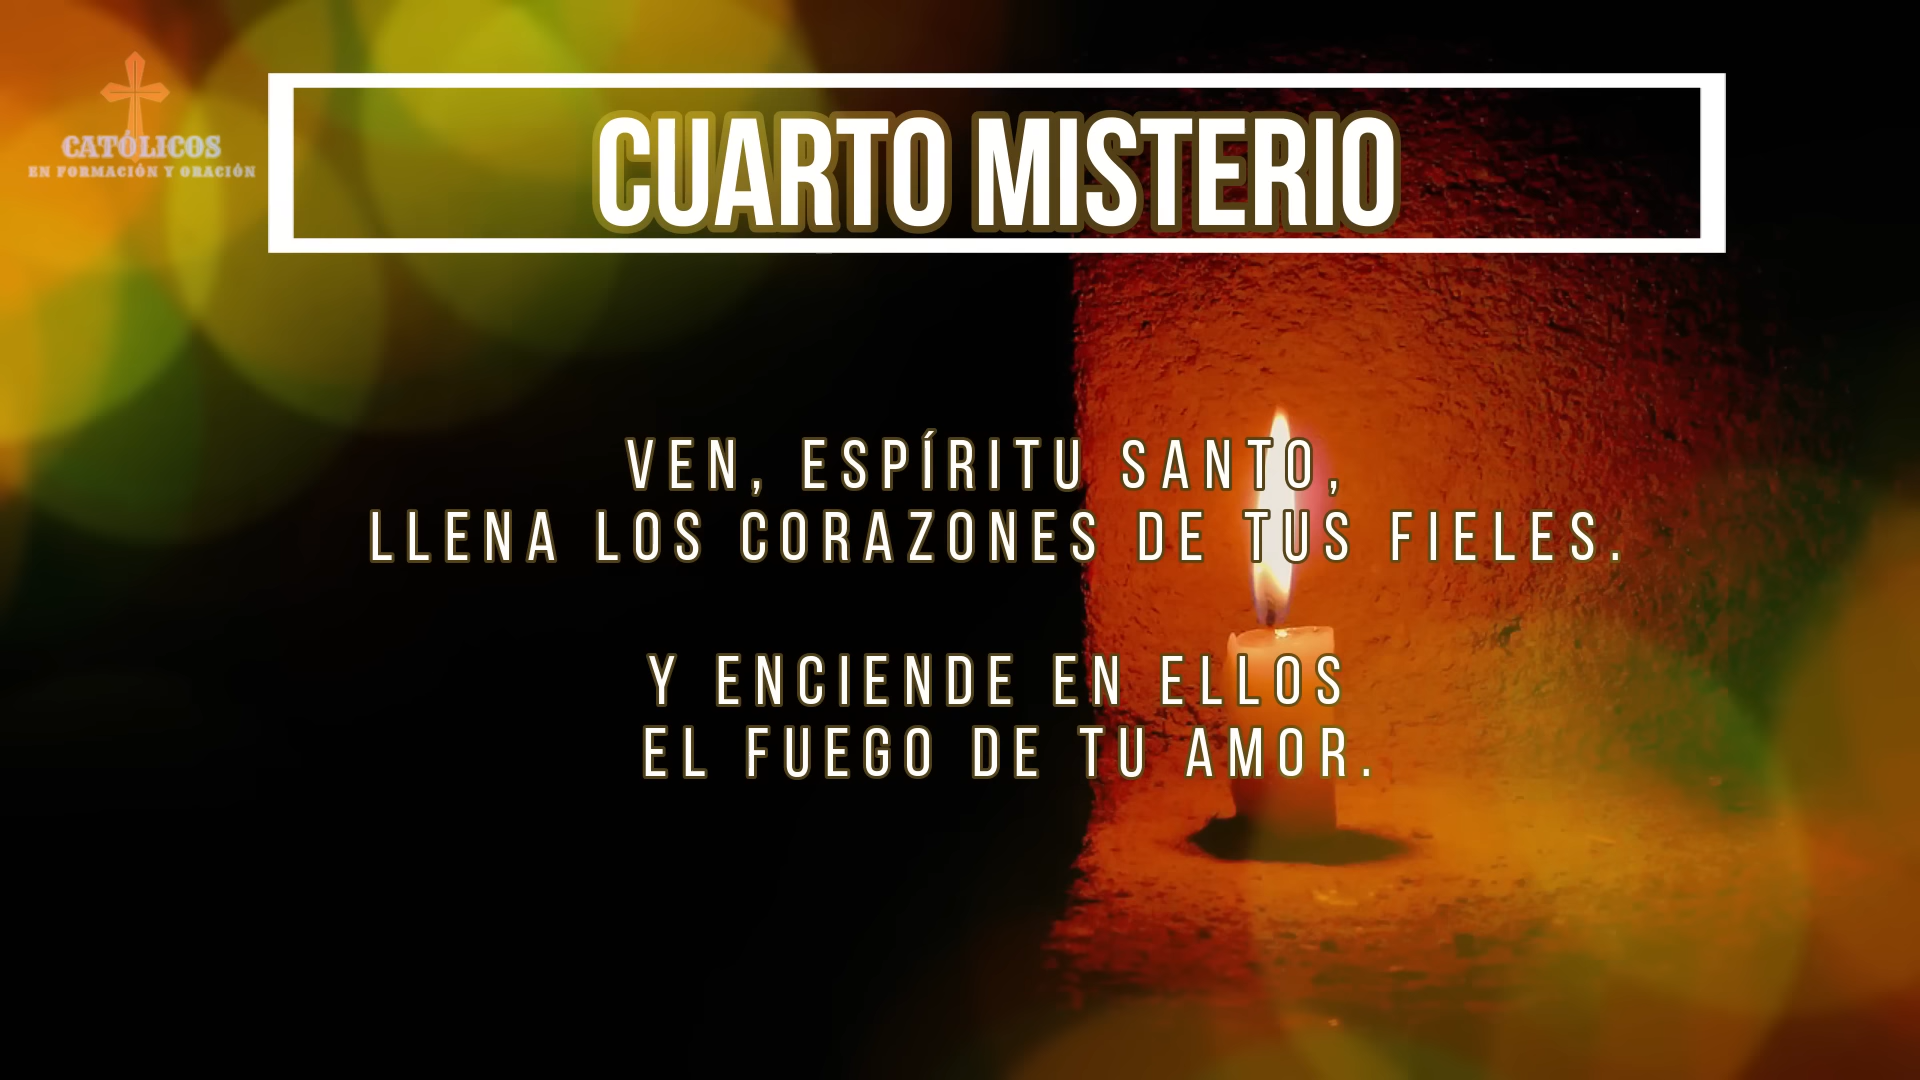 CATÓLICOS
EN FORMACIÓN Y ORACIÓN
CUARTO MISTERIO
VEN, ESPÍRITU SANTO,
LLENA LOS CORAZONES DE TUS FIELES.
Y ENCIENDE EN ELLOS
EL FUEGO DE TU AMOR.